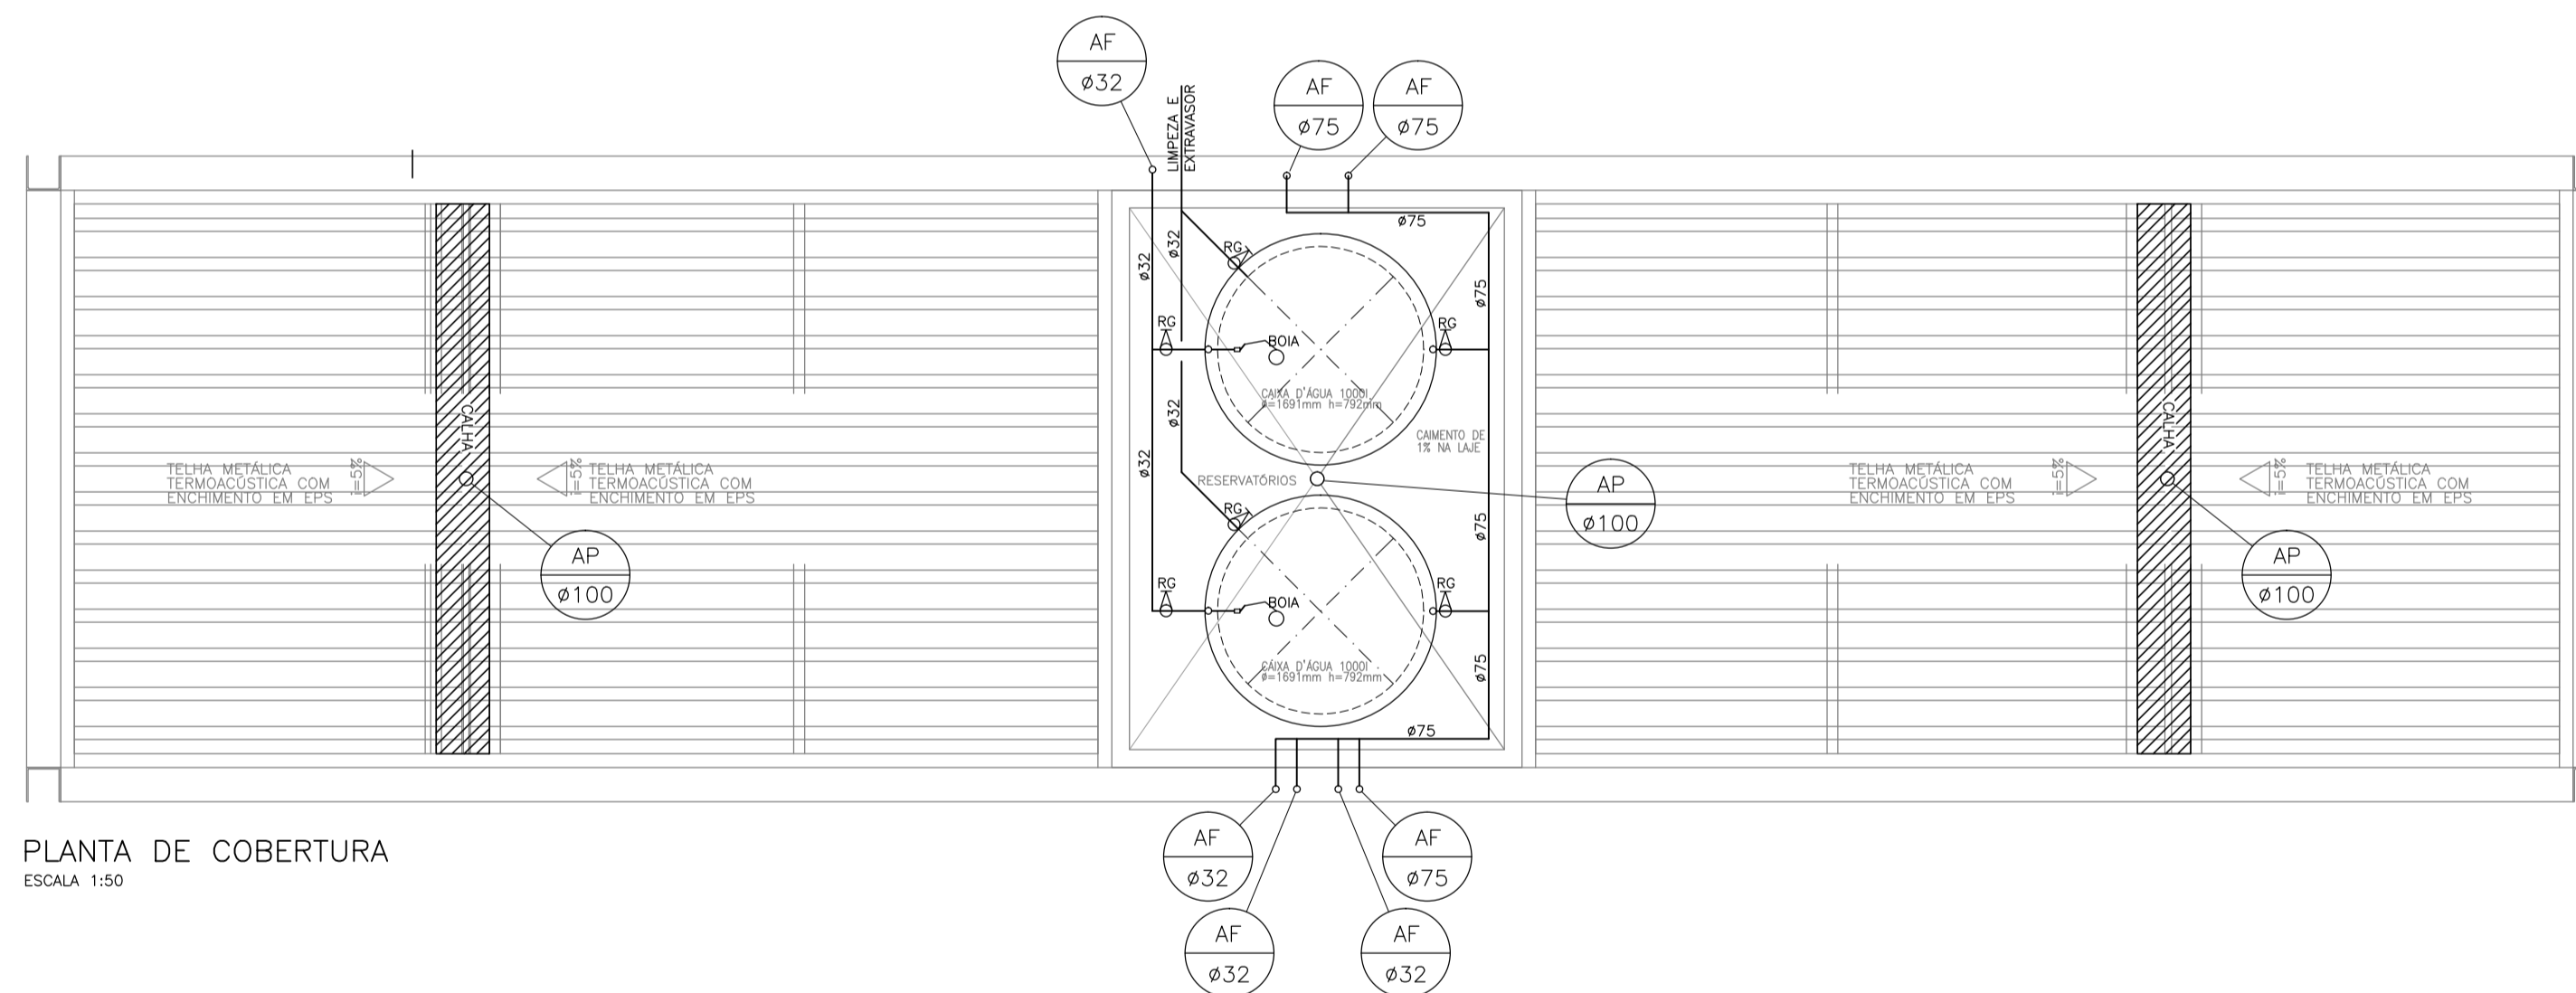 AF
ø32
AF
ø75
AF
ø75
LIMPEZA E
EXTRAVASOR
ø75
ø32
ø32
RG
ø75
RG
BOIA
RG
CAIXA D'ÁGUA 1000l
ø=1691mm h=792mm
ø32
CALHA
CALHA
CAIMENTO DE
1% NA LAJE
TELHA METÁLICA
TERMOACÚSTICA COM
ENCHIMENTO EM EPS
i=5%
i=5%
TELHA METÁLICA
TERMOACÚSTICA COM
ENCHIMENTO EM EPS
ø32
RESERVATÓRIOS
AP
ø100
TELHA METÁLICA
TERMOACÚSTICA COM
ENCHIMENTO EM EPS
i=5%
i=5%
TELHA METÁLICA
TERMOACÚSTICA COM
ENCHIMENTO EM EPS
RG
ø75
AP
ø100
AP
ø100
RG
BOIA
RG
CAIXA D'ÁGUA 1000l
ø=1691mm h=792mm
ø75
ø75
AF
ø32
AF
ø75
AF
ø32
AF
ø32
PLANTA DE COBERTURA
ESCALA 1:50